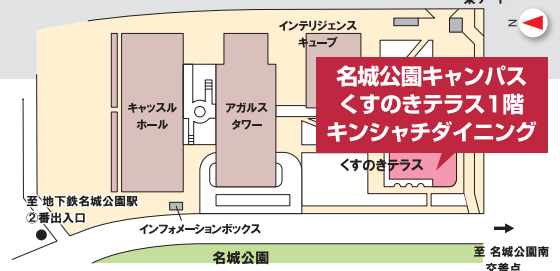 インテリジェンス
キューブ
N
名城公園キャンパス
くすのきテラス1階
キンシャチダイニング
キャッスル
ホール
アガルス
タワー
くすのきテラス
至 地下鉄名城公園駅
②番出入口
インフォメーションボックス
名城公園
至 名城公園南
交差点